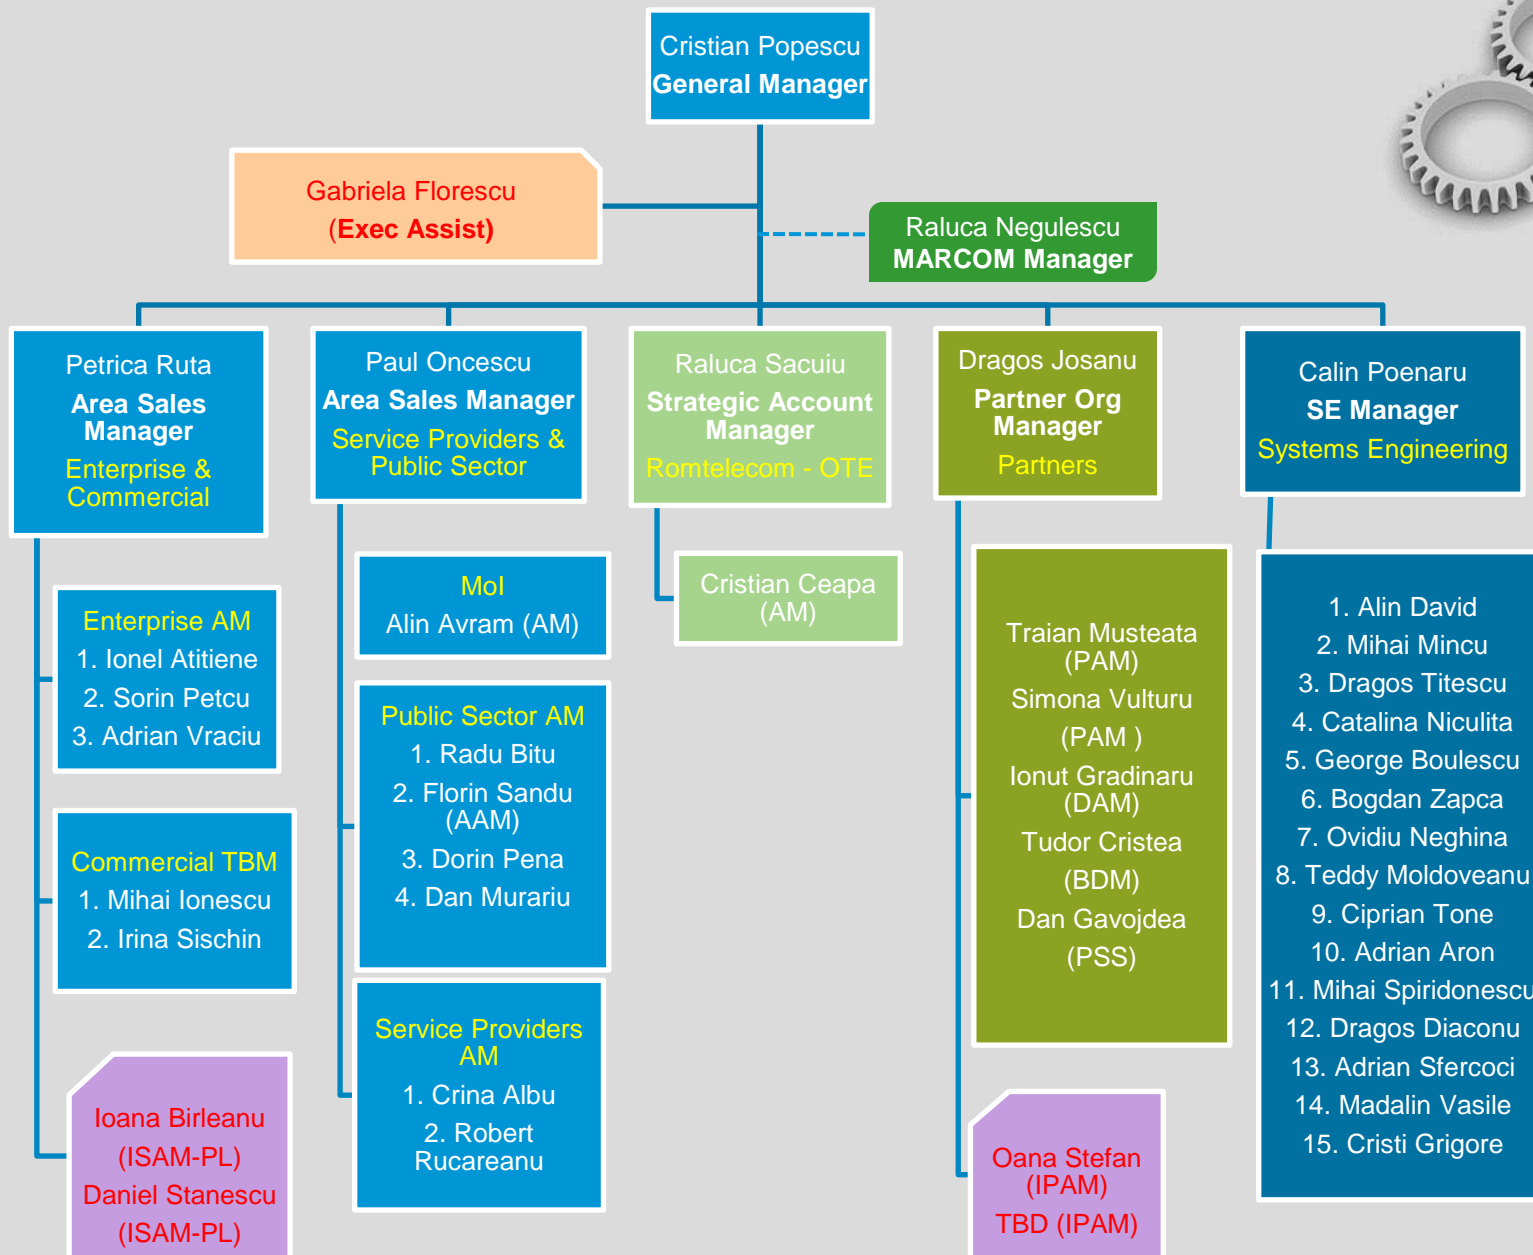 Cristian Popescu
General Manager
Gabriela Florescu
(Exec Assist)
Raluca Negulescu
MARCOM Manager
Petrica Ruta
Area Sales
Manager
Enterprise &
Commercial
Paul Oncescu
Area Sales Manager
Service Providers &
Public Sector
Raluca Sacuiu
Strategic Account
Manager
Romtelecom - OTE
Dragos Josanu
Partner Org
Manager
Partners
Calin Poenaru
SE Manager
Systems Engineering
Enterprise AM
1. Ionel Atitiene
2. Sorin Petcu
3. Adrian Vraciu
Commercial TBM
1. Mihai Ionescu
2. Irina Sischin
Ioana Birleanu
(ISAM-PL)
Daniel Stanescu
(ISAM-PL)
MoI
Alin Avram (AM)
Public Sector AM
1. Radu Bitu
2. Florin Sandu
(AAM)
3. Dorin Pena
4. Dan Murariu
Service Providers
AM
1. Crina Albu
2. Robert
Rucareanu
Cristian Ceapa
(AM)
Traian Musteata
(PAM)
Simona Vulturu
(PAM )
Ionut Gradinaru
(DAM)
Tudor Cristea
(BDM)
Dan Gavojdea
(PSS)
Oana Stefan
(IPAM)
TBD (IPAM)
1. Alin David
2. Mihai Mincu
3. Dragos Titescu
4. Catalina Niculita
5. George Boulescu
6. Bogdan Zapca
7. Ovidiu Neghina
8. Teddy Moldoveanu
9. Ciprian Tone
10. Adrian Aron
11. Mihai Spiridonescu
12. Dragos Diaconu
13. Adrian Sfercoci
14. Madalin Vasile
15. Cristi Grigore